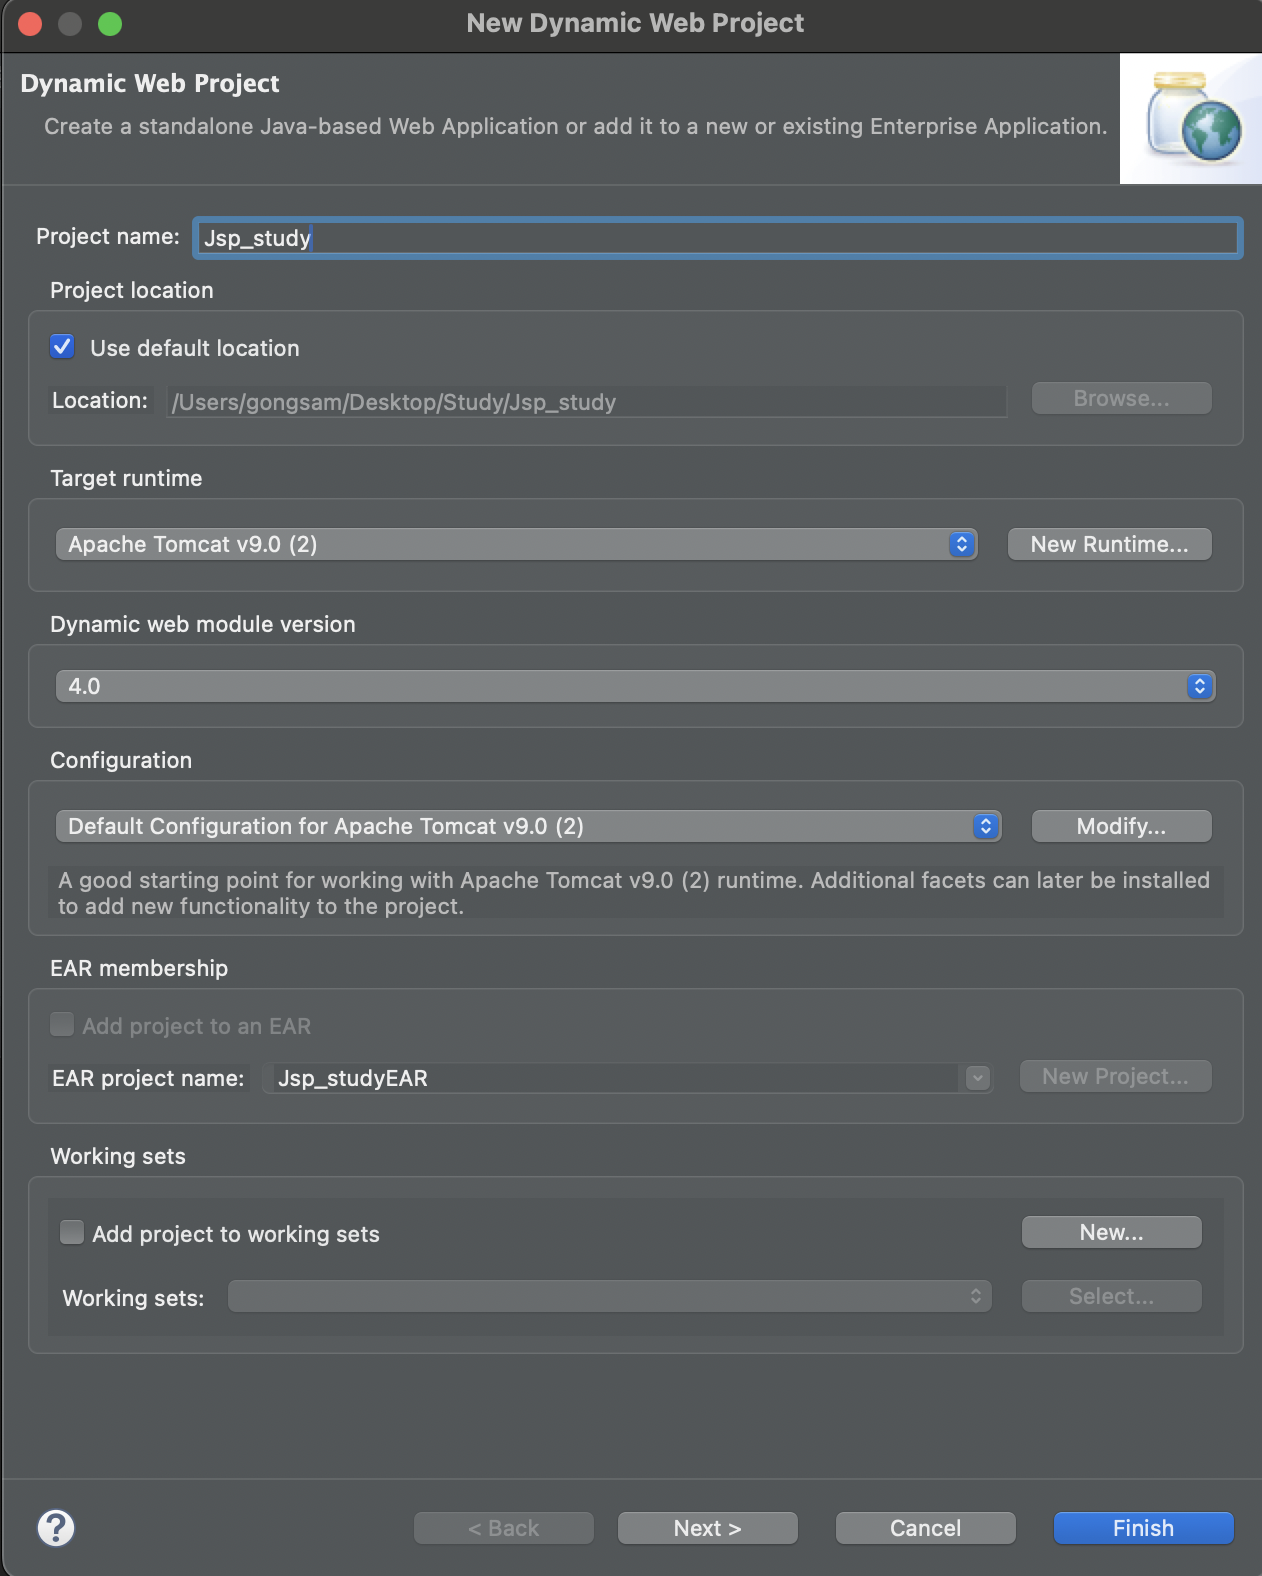 New Dynamic Web Project
Dynamic Web Project
Create a standalone Java-based Web Application or add it to a new or existing Enterprise Application.
Project name: Jsp_study
Project location
Use default location
Location: /Users/gongsam/Desktop/Study/Jsp_study Browse...
Target runtime
Apache Tomcat v9.0 (2) New Runtime...
Dynamic web module version
4.0
Configuration
Default Configuration for Apache Tomcat v9.0 (2) Modify...
A good starting point for working with Apache Tomcat v9.0 (2) runtime. Additional facets can later be installed
to add new functionality to the project.
EAR membership
Add project to an EAR
EAR project name: Jsp_studyEAR New Project...
Working sets
Add project to working sets New...
Working sets: Select...
? < Back Next > Cancel Finish